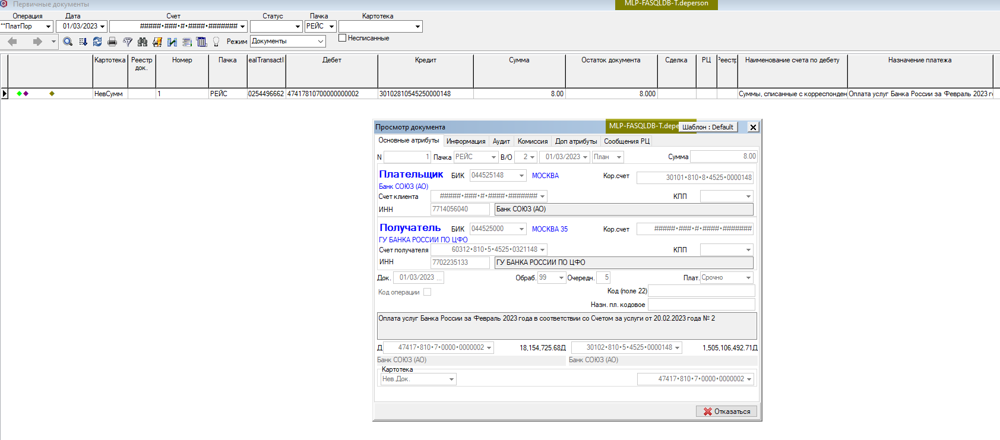 Первичные документы
MLP-FASQLDB-T.deperson
Операция Дата Счет Статус Пачка Картотека
**ПлатПор 01/03/2023 #####•###•#•####•####### РЕЙС
Режим Документы Несписанные
Картотека Реестр док. Номер Пачка ealTransactI Дебет Кредит Сумма Остаток документа Сделка РЦ Реестр Наименование счета по дебету Назначение платежа
НевСумм 1 РЕЙС 0254496662 47417810700000000002 30102810545250000148 8.00 8.000 Суммы, списанные с корреспонден Оплата услуг Банка России за Февраль 2023 г
Просмотр документа MLP-FASQLDB-T.depe Шаблон : Default
Основные атрибуты Информация Аудит Комиссия Доп атрибуты Сообщения РЦ
N 1 Пачка РЕЙС В/О 2 01/03/2023 План Сумма 8.00
Плательщик БИК 044525148 МОСКВА Кор.счет 30101•810•8•4525•0000148
Банк СОЮЗ (АО)
Счет клиента #####•###•#•####•####### КПП
ИНН 7714056040 Банк СОЮЗ (АО)
Получатель БИК 044525000 МОСКВА 35 Кор.счет #####•###•#•####•#######
ГУ БАНКА РОССИИ ПО ЦФО
Счет получателя 60312•810•5•4525•0321148 КПП
ИНН 7702235133 ГУ БАНКА РОССИИ ПО ЦФО
Док. 01/03/2023 ... Обраб. 99 Очередн. 5 Плат. Срочно
Код операции Код (поле 22)
Назн. пл. кодовое
Оплата услуг Банка России за Февраль 2023 года в соответствии со Счетом за услуги от 20.02.2023 года № 2
Д 47417•810•7•0000•0000002 18,154,725.68Д 30102•810•5•4525•0000148 1,505,106,492.71Д
Банк СОЮЗ (АО) Банк СОЮЗ (АО)
Картотека
Нев.Док. 47417•810•7•0000•0000002
Отказаться